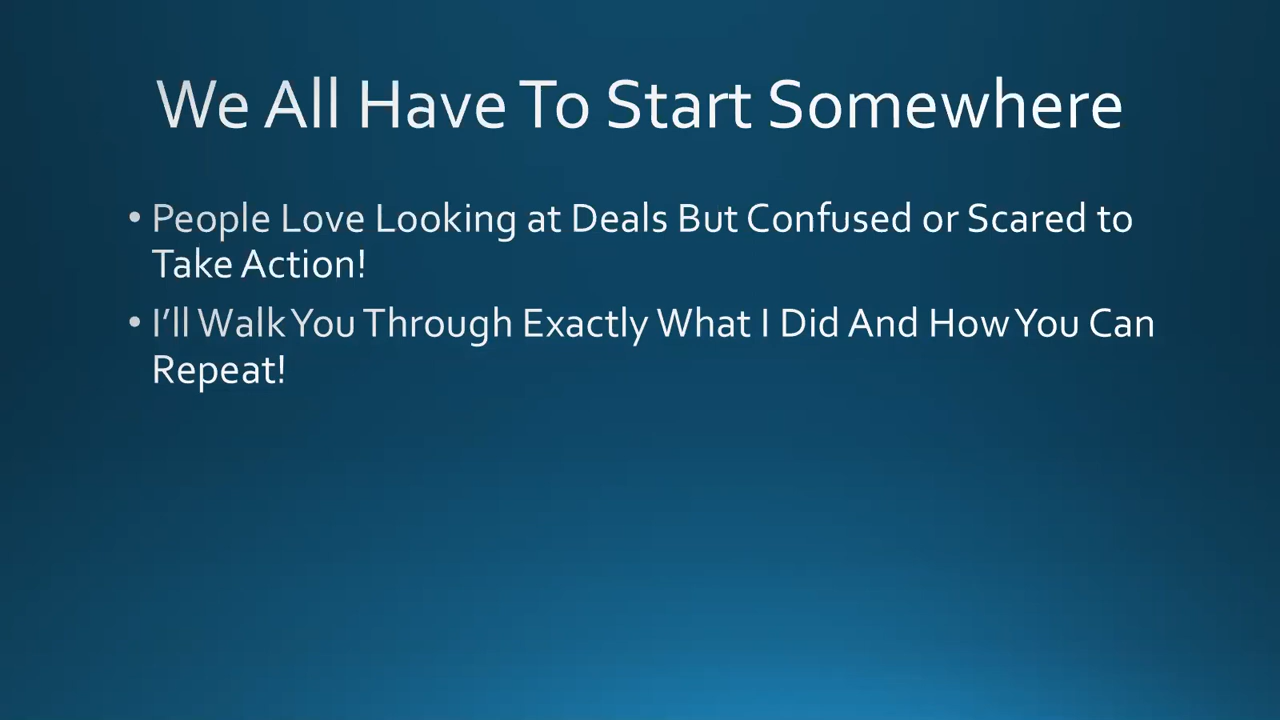 We All Have To Start Somewhere
• People Love Looking at Deals But Confused or Scared to
Take Action!
• I’ll Walk You Through Exactly What I Did And How You Can
Repeat!